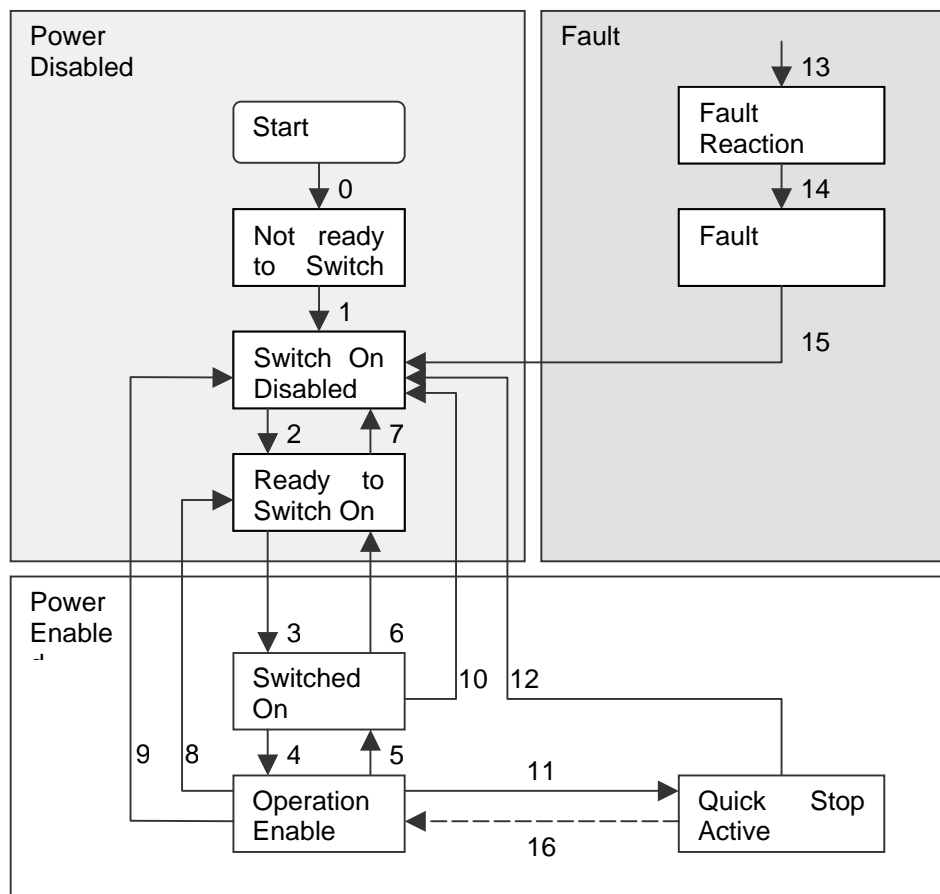 Power
Disabled
Start
0
Not ready
to Switch
1
Switch On
Disabled
2
7
Ready to
Switch On
Fault
13
Fault
Reaction
14
Fault
15
Power
Enable
3
6
Switched
On
10
12
9
8
4
5
11
Operation
Enable
16
Quick Stop
Active